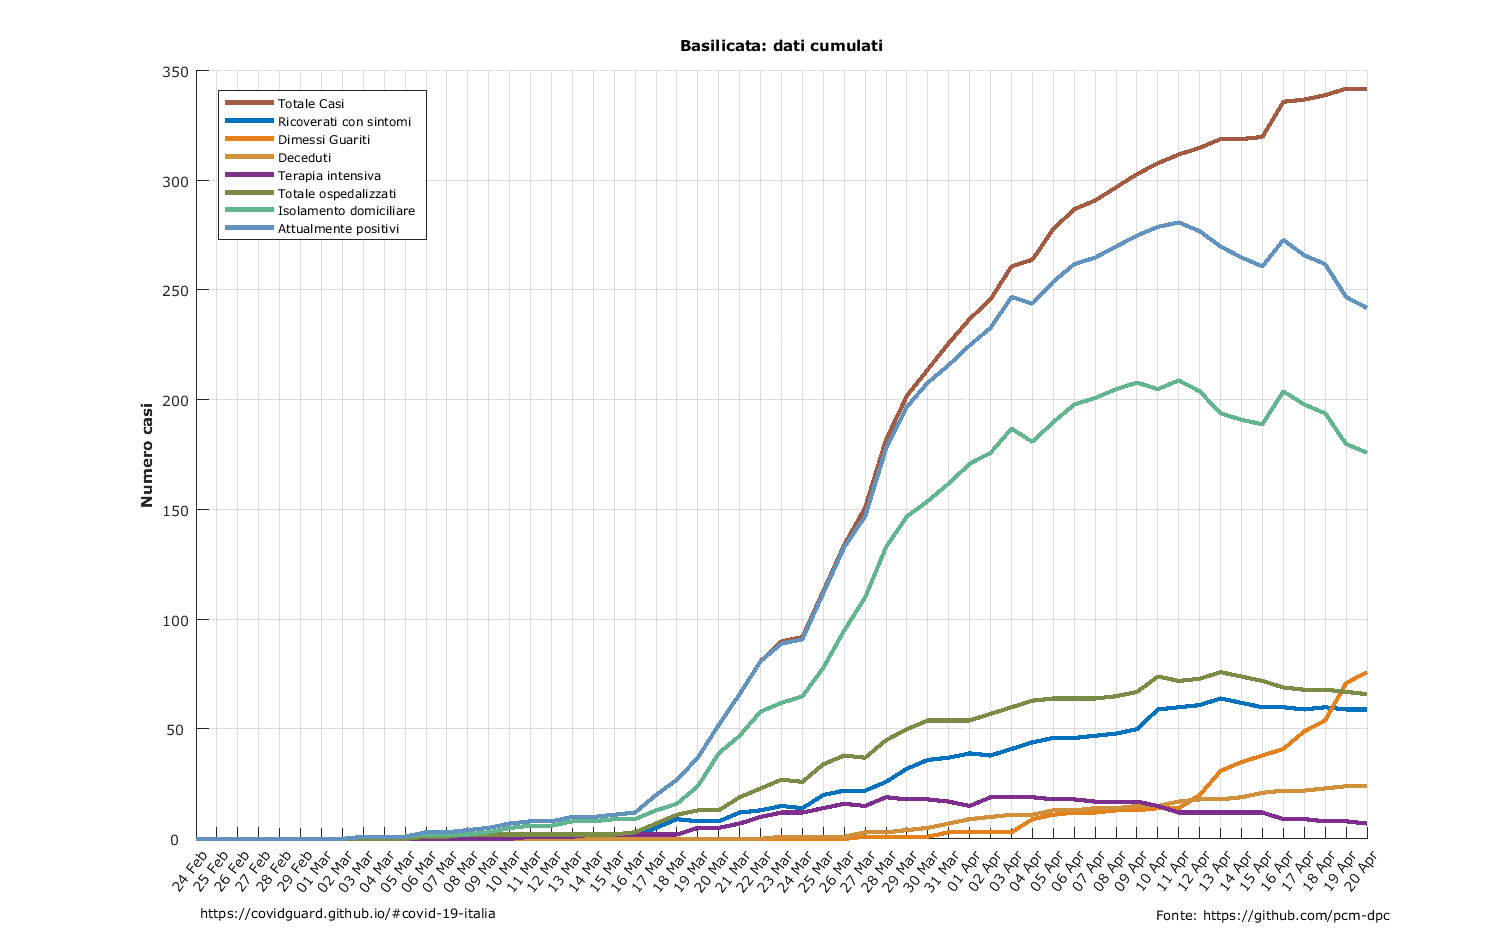 Basilicata: dati cumulati
350
300
250
200
150
100
50
0
Numero casi
Totale Casi
Ricoverati con sintomi
Dimessi Guariti
Deceduti
Terapia intensiva
Totale ospedalizzati
Isolamento domiciliare
Attualmente positivi
24 Feb
25 Feb
26 Feb
27 Feb
28 Feb
29 Feb
01 Mar
02 Mar
03 Mar
04 Mar
05 Mar
06 Mar
07 Mar
08 Mar
09 Mar
10 Mar
11 Mar
12 Mar
13 Mar
14 Mar
15 Mar
16 Mar
17 Mar
18 Mar
19 Mar
20 Mar
21 Mar
22 Mar
23 Mar
24 Mar
25 Mar
26 Mar
27 Mar
28 Mar
29 Mar
30 Mar
31 Mar
01 Apr
02 Apr
03 Apr
04 Apr
05 Apr
06 Apr
07 Apr
08 Apr
09 Apr
10 Apr
11 Apr
12 Apr
13 Apr
14 Apr
15 Apr
16 Apr
17 Apr
18 Apr
19 Apr
20 Apr
https://covidguard.github.io/#covid-19-italia
Fonte: https://github.com/pcm-dpc